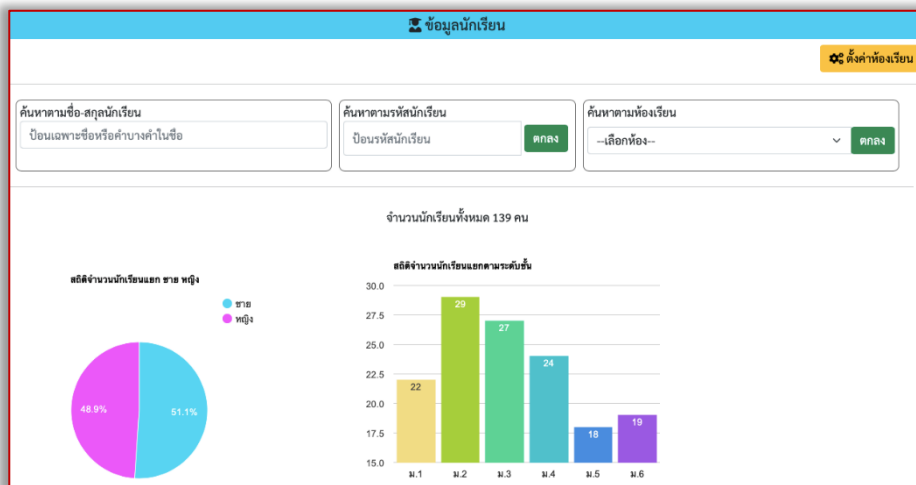 ข้อมูลนักเรียน
ตั้งค่าห้องเรียน
ค้นหาตามชื่อ-สกุลนักเรียน
ป้อนเฉพาะชื่อหรือคำบางคำในชื่อ
ค้นหาตามรหัสนักเรียน
ป้อนรหัสนักเรียน
ตกลง
ค้นหาตามห้องเรียน
--เลือกห้อง--
ตกลง
จำนวนนักเรียนทั้งหมด 139 คน
สถิติจำนวนนักเรียนแยก ชาย หญิง
ชาย
หญิง
48.9%
51.1%
สถิติจำนวนนักเรียนแยกตามระดับชั้น
30.0
27.5
25.0
22.5
20.0
17.5
15.0
22
29
27
24
18
19
ม.1
ม.2
ม.3
ม.4
ม.5
ม.6